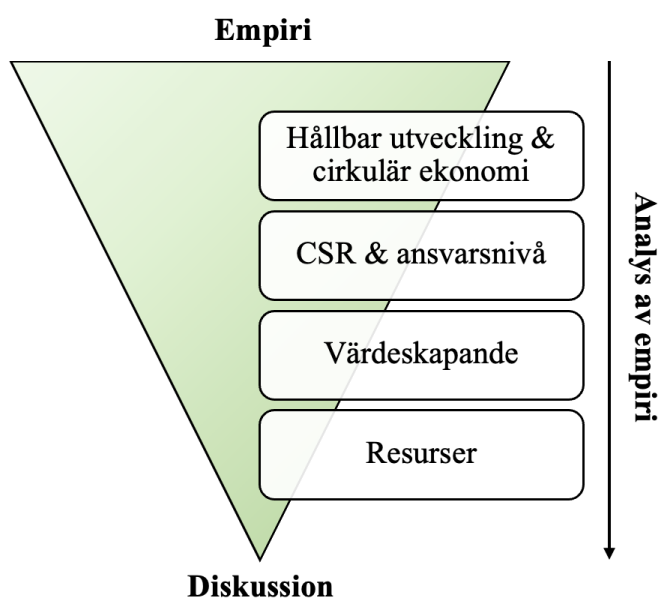 Empiri
Hållbar utveckling &
cirkulär ekonomi
CSR & ansvarsnivå
Värdeskapande
Resurser
Analys av empiri
Diskussion